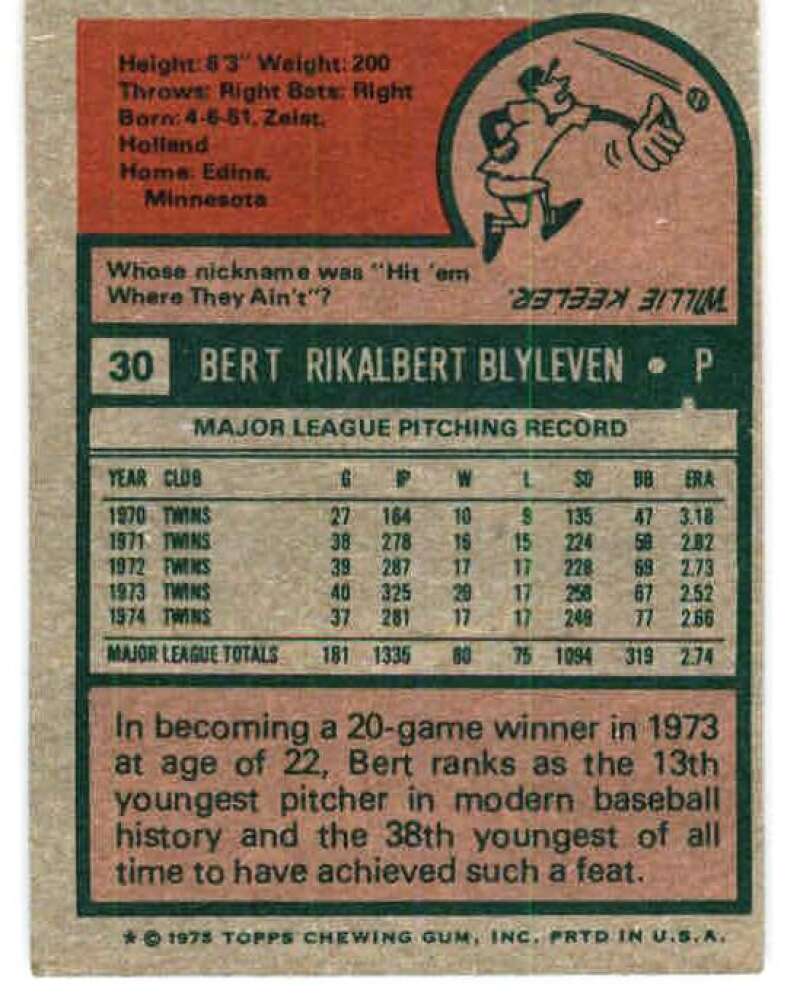 Height: 6'3" Weight: 200
Throws: Right Bats: Right
Born: 4-6-51, Zeist,
Holland
Home: Edina,
Minnesota
Whose nickname was "Hit 'em
Where They Ain't"?
WILLIE KEELER.
30 BERT RIKALBERT BLYLEVEN • P
MAJOR LEAGUE PITCHING RECORD
YEAR CLUB G IP W L SO BB ERA
1970 TWINS 27 164 10 9 135 47 3.18
1971 TWINS 38 278 16 15 224 59 2.82
1972 TWINS 39 287 17 17 228 69 2.73
1973 TWINS 40 325 20 17 258 67 2.52
1974 TWINS 37 281 17 17 249 77 2.66
MAJOR LEAGUE TOTALS 181 1335 80 75 1094 319 2.74
In becoming a 20-game winner in 1973
at age of 22, Bert ranks as the 13th
youngest pitcher in modern baseball
history and the 38th youngest of all
time to have achieved such a feat.
* © 1975 TOPPS CHEWING GUM, INC. PRTD IN U.S.A.